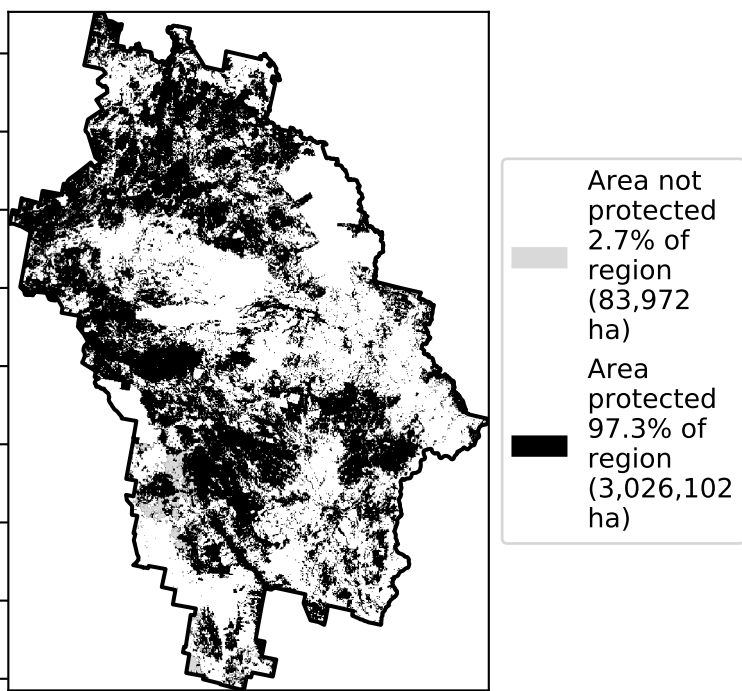 Area not
protected
2.7% of
region
(83,972
ha)
Area
protected
97.3% of
region
(3,026,102
ha)